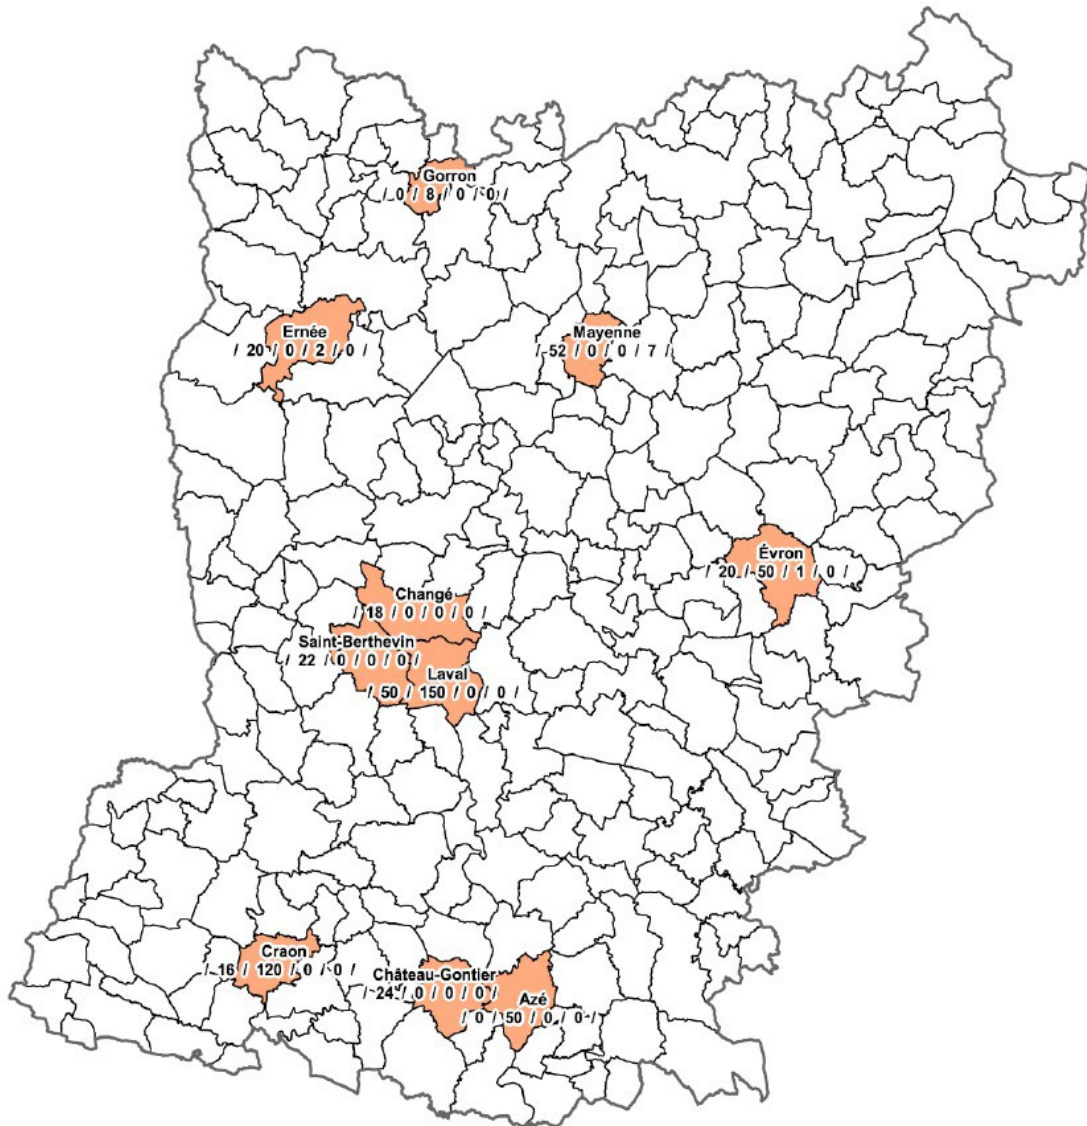 Gorron
/ 0 / 8 / 0 / 0 /
Ernée
/ 20 / 0 / 2 / 0 /
Mayenne
/ 52 / 0 / 0 / 7 /
Évron
/ 20 / 50 / 1 / 0 /
Changé
/ 18 / 0 / 0 / 0 /
Saint-Berthevin
/ 22 / 0 / 0 / 0 /
Laval
/ 50 / 150 / 0 / 0 /
Craon
/ 16 / 120 / 0 / 0 /
Château-Gontier
/ 24 / 0 / 0 / 0 /
Azé
/ 0 / 50 / 0 / 0 /